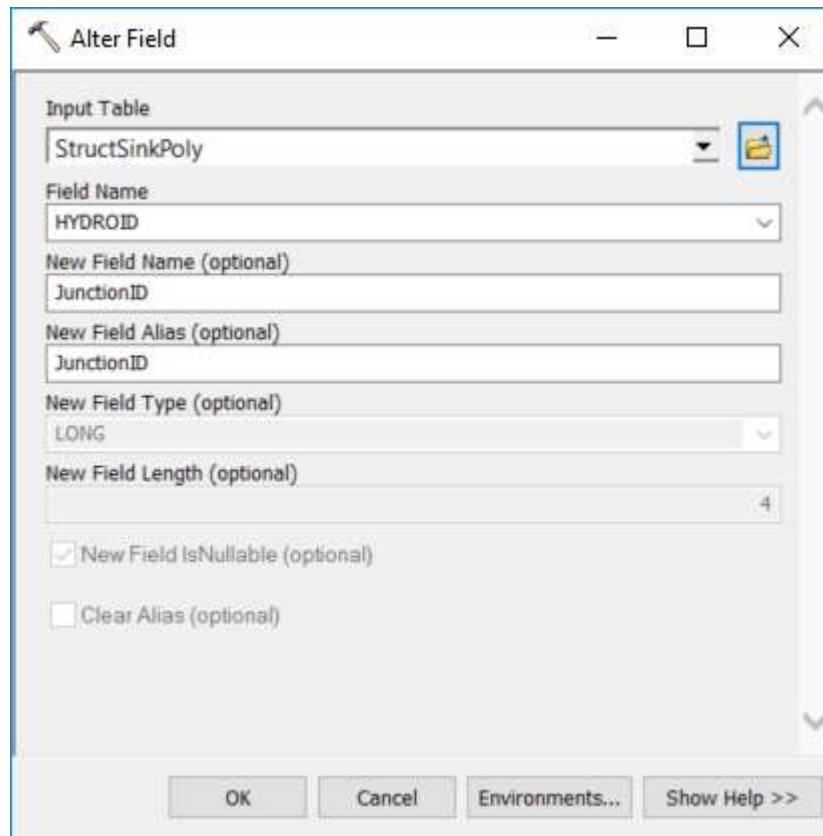 Alter Field
Input Table
StructSinkPoly
Field Name
HYDROID
New Field Name (optional)
JunctionID
New Field Alias (optional)
JunctionID
New Field Type (optional)
LONG
New Field Length (optional)
4
New Field IsNullable (optional)
Clear Alias (optional)
OK Cancel Environments... Show Help >>